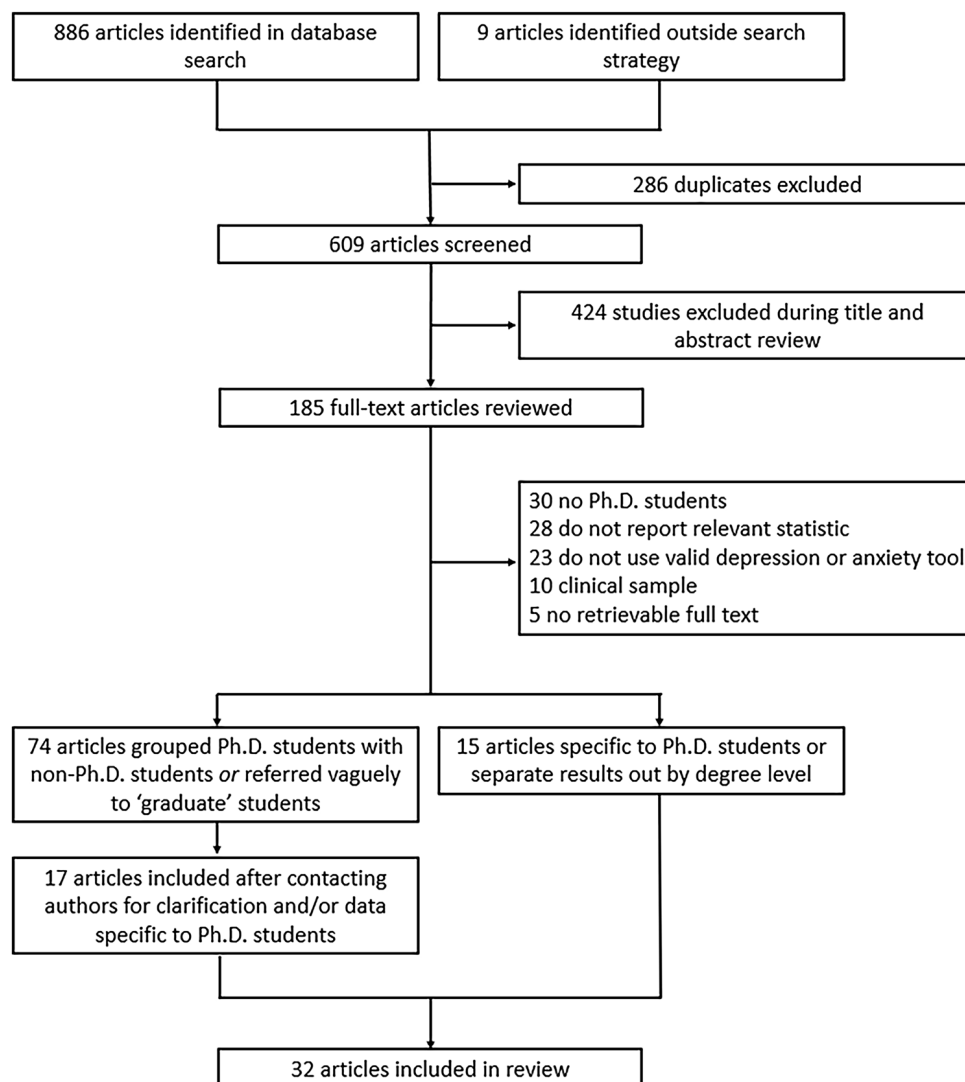 886 articles identified in database
search
9 articles identified outside search
strategy
286 duplicates excluded
609 articles screened
424 studies excluded during title and
abstract review
185 full-text articles reviewed
30 no Ph.D. students
28 do not report relevant statistic
23 do not use valid depression or anxiety tool
10 clinical sample
5 no retrievable full text
74 articles grouped Ph.D. students with
non-Ph.D. students or referred vaguely
to ‘graduate’ students
15 articles specific to Ph.D. students or
separate results out by degree level
17 articles included after contacting
authors for clarification and/or data
specific to Ph.D. students
32 articles included in review